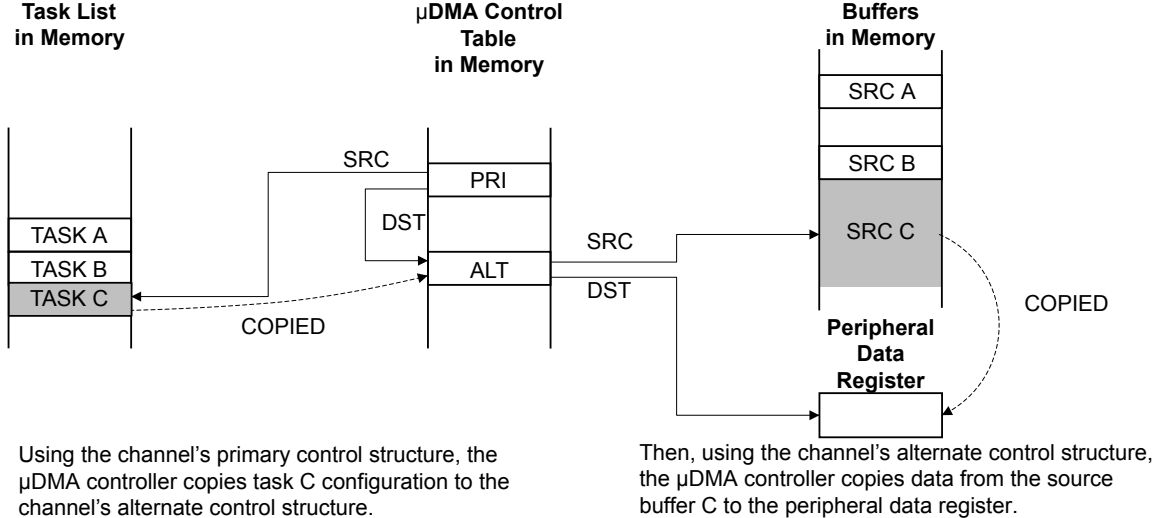 Task List
in Memory
µDMA Control
Table
in Memory
Buffers
in Memory
SRC A
SRC B
SRC C
SRC
PRI
DST
ALT
SRC
DST
TASK A
TASK B
TASK C
COPIED
COPIED
Peripheral
Data
Register
Using the channel’s primary control structure, the
µDMA controller copies task C configuration to the
channel’s alternate control structure.
Then, using the channel’s alternate control structure,
the µDMA controller copies data from the source
buffer C to the peripheral data register.